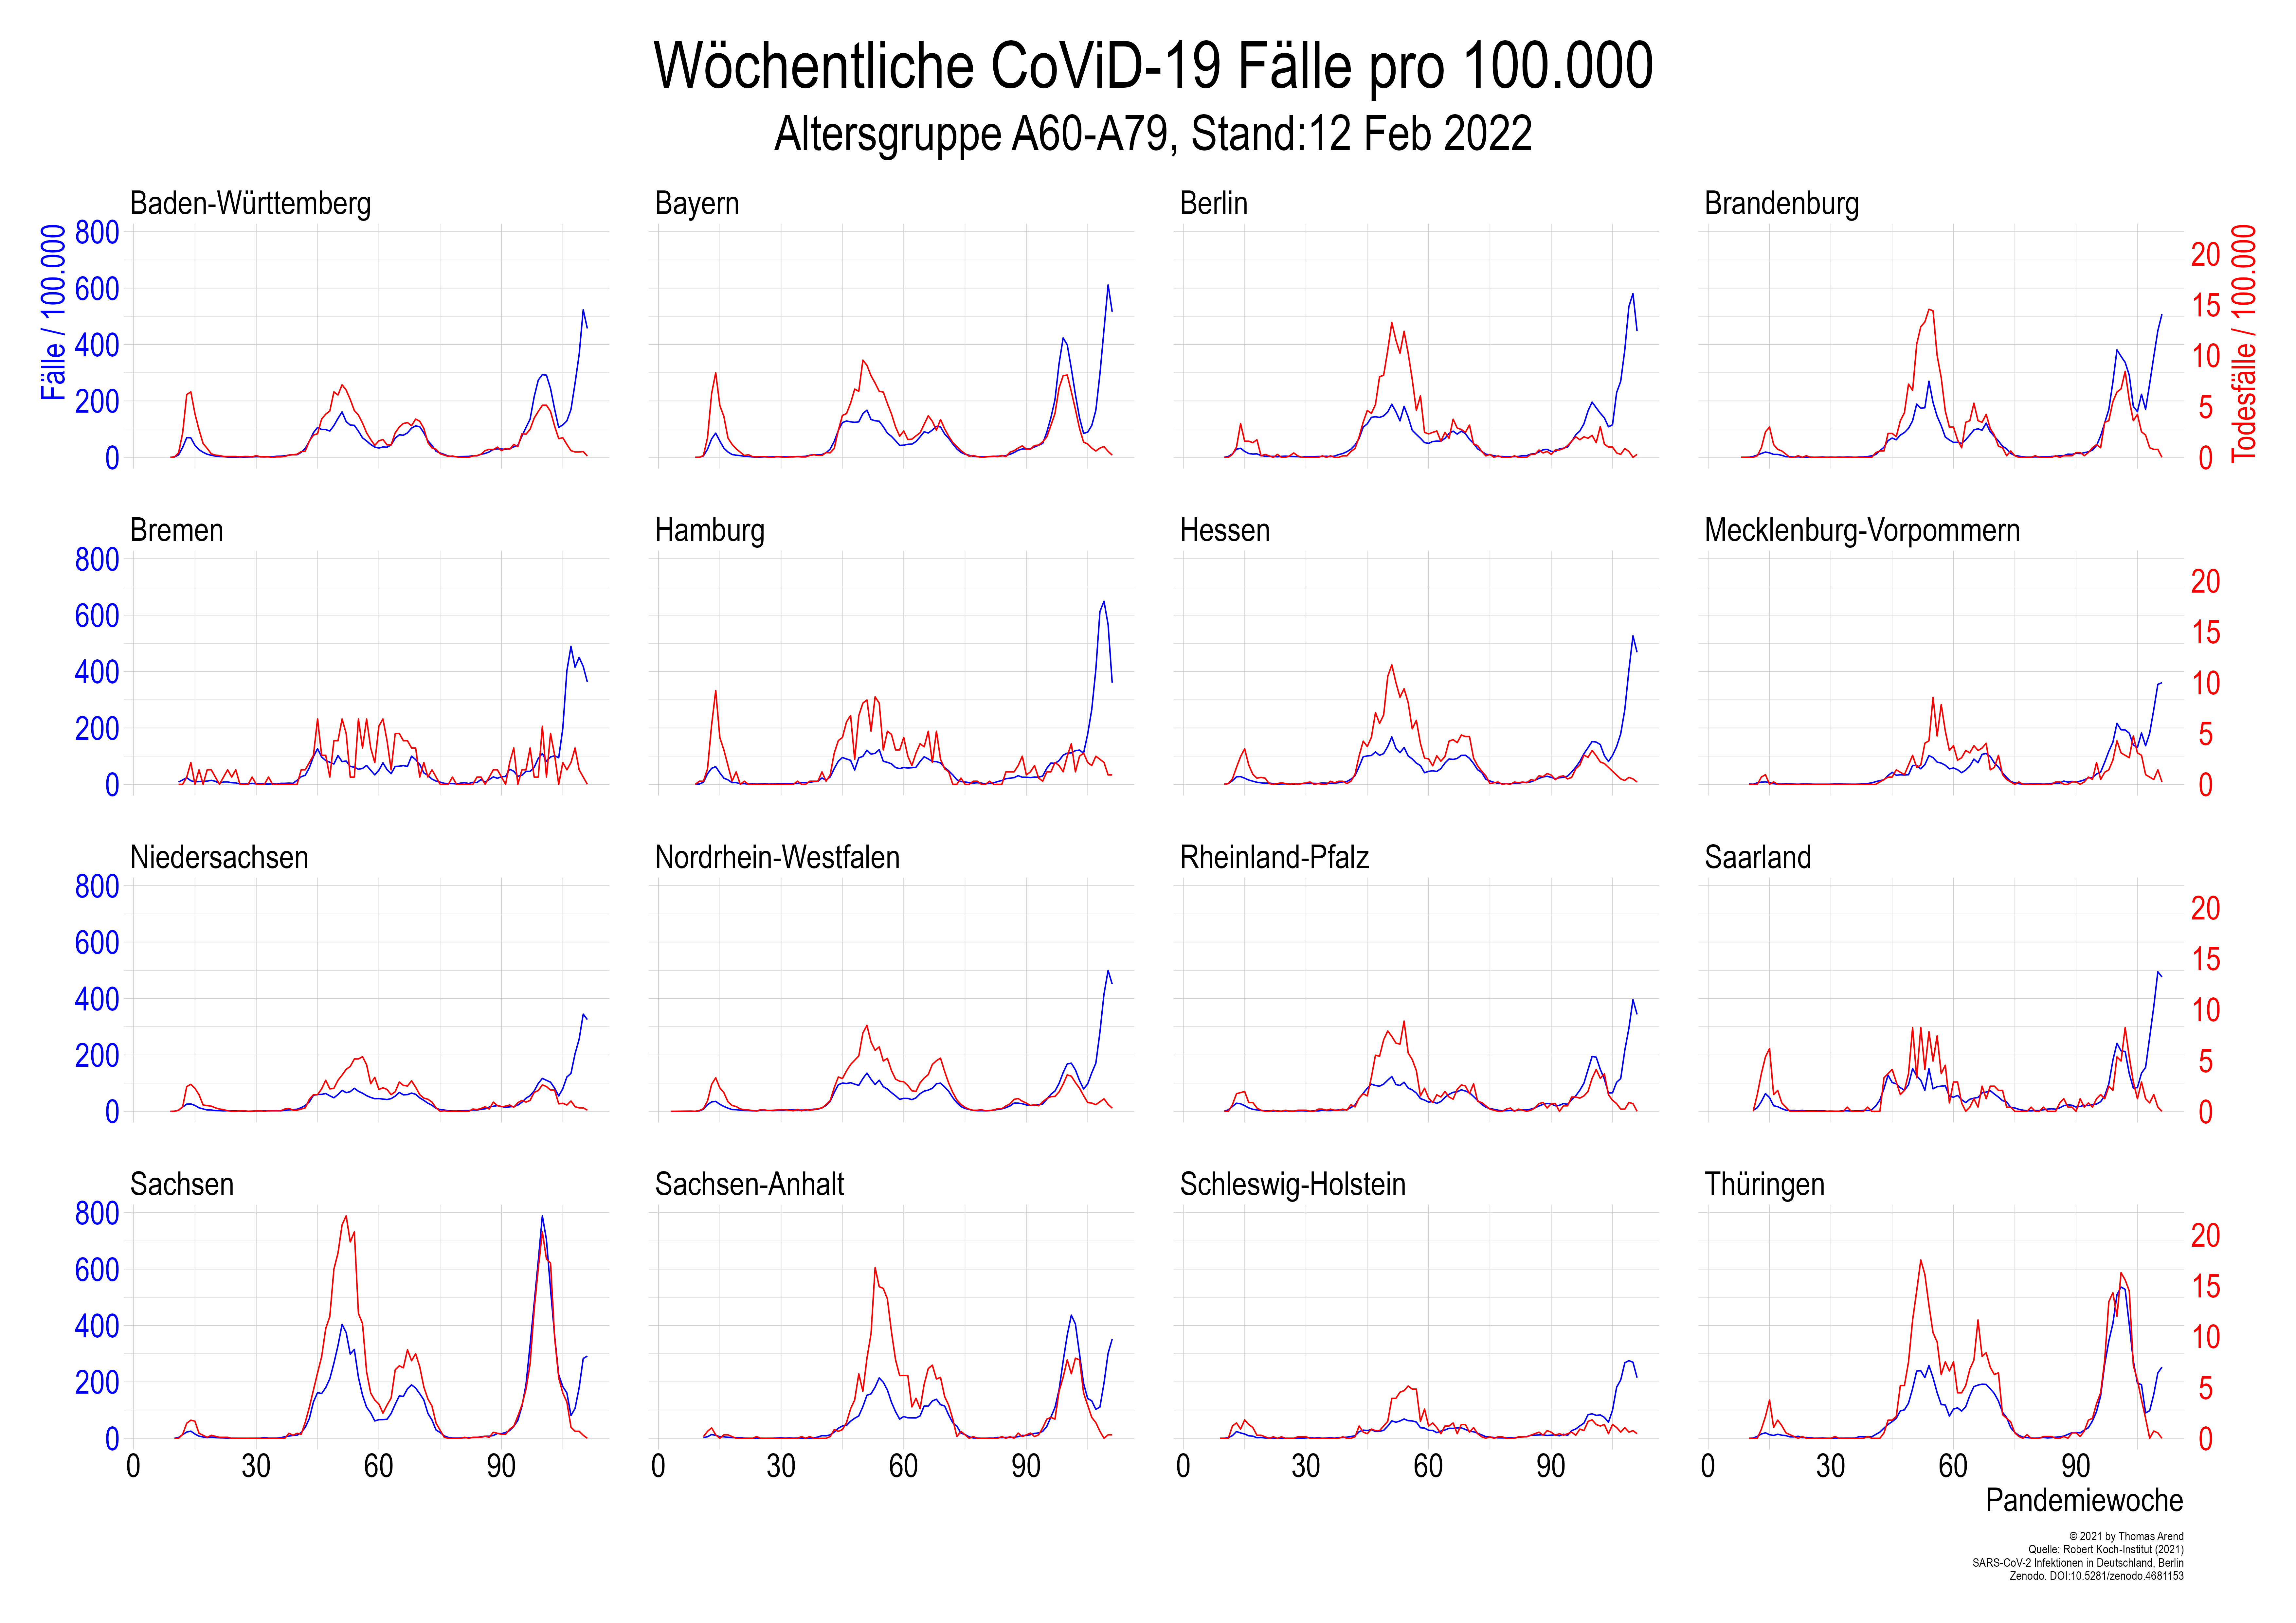 Wöchentliche CoViD-19 Fälle pro 100.000
Altersgruppe A60-A79, Stand:12 Feb 2022
Baden-Württemberg
Bayern
Berlin
Brandenburg
Fälle / 100.000
800
600
400
200
0
20
15
10
5
0
Todesfälle / 100.000
Bremen
Hamburg
Hessen
Mecklenburg-Vorpommern
800
600
400
200
0
20
15
10
5
0
Niedersachsen
Nordrhein-Westfalen
Rheinland-Pfalz
Saarland
800
600
400
200
0
20
15
10
5
0
Sachsen
Sachsen-Anhalt
Schleswig-Holstein
Thüringen
800
600
400
200
0
20
15
10
5
0
0 30 60 90
0 30 60 90
0 30 60 90
0 30 60 90
Pandemiewoche
© 2021 by Thomas Arend
Quelle: Robert Koch-Institut (2021)
SARS-CoV-2 Infektionen in Deutschland, Berlin
Zenodo. DOI:10.5281/zenodo.4681153